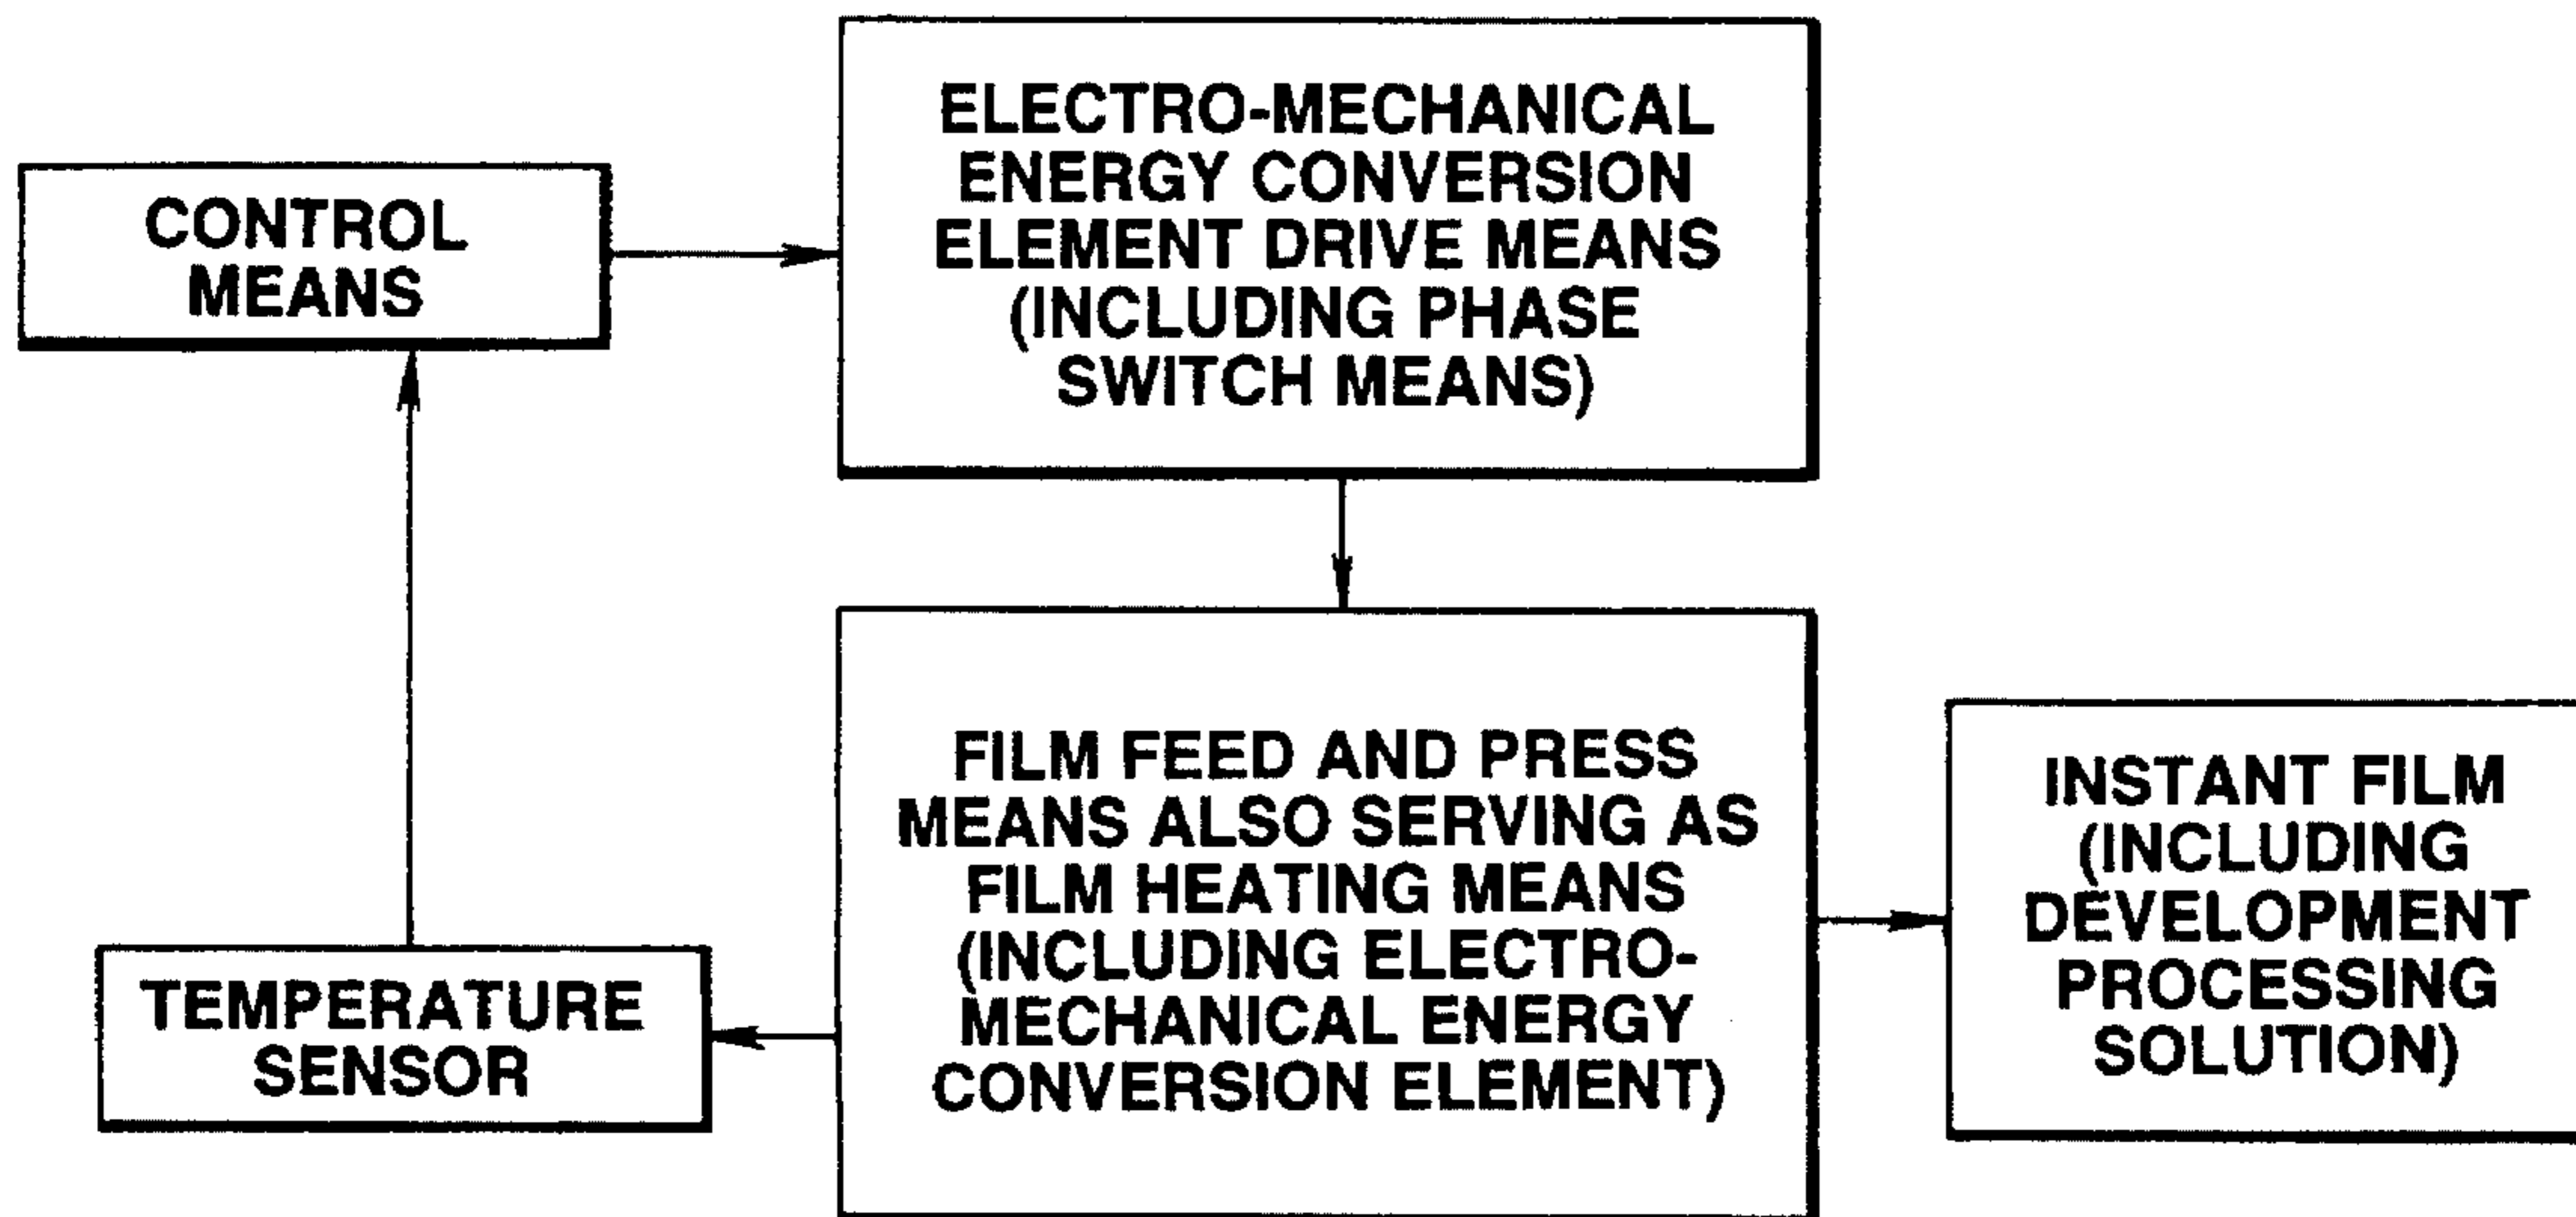 CONTROL
MEANS
ELECTRO-MECHANICAL
ENERGY CONVERSION
ELEMENT DRIVE MEANS
(INCLUDING PHASE
SWITCH MEANS)
TEMPERATURE
SENSOR
FILM FEED AND PRESS
MEANS ALSO SERVING AS
FILM HEATING MEANS
(INCLUDING ELECTRO-
MECHANICAL ENERGY
CONVERSION ELEMENT)
INSTANT FILM
(INCLUDING
DEVELOPMENT
PROCESSING
SOLUTION)